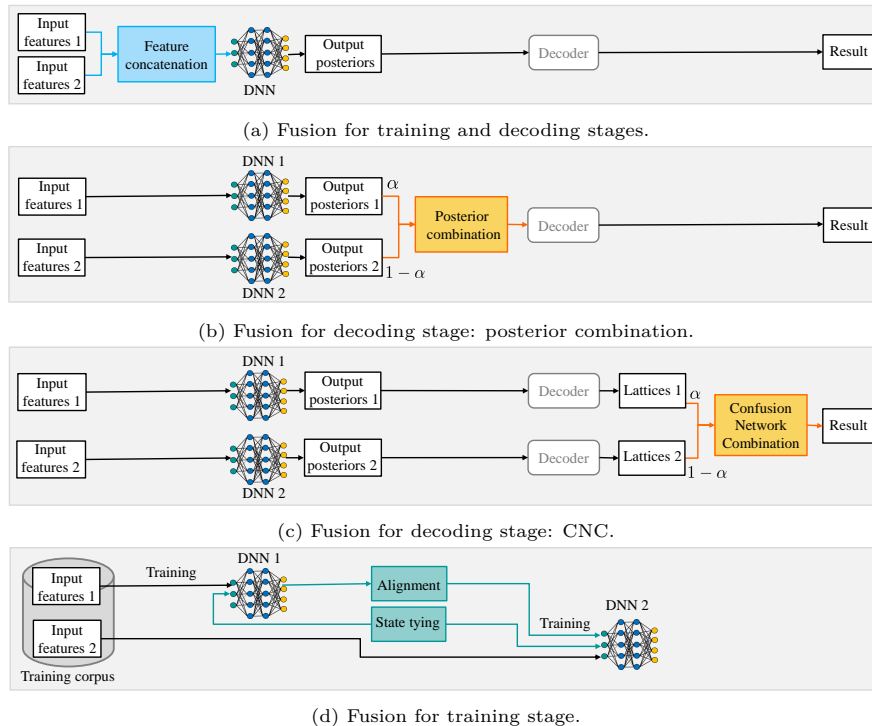 Input
features 1
Input
features 2
Feature
concatenation
DNN
Output
posteriors
Decoder
Result
(a) Fusion for training and decoding stages.
DNN 1
Input
features 1
Output
posteriors 1
α
Input
features 2
Output
posteriors 2
1 − α
DNN 2
Posterior
combination
Decoder
Result
(b) Fusion for decoding stage: posterior combination.
DNN 1
Input
features 1
Output
posteriors 1
Decoder
Lattices 1
α
Input
features 2
Output
posteriors 2
Decoder
Lattices 2
1 − α
DNN 2
Confusion
Network
Combination
Result
(c) Fusion for decoding stage: CNC.
Input
features 1
Training
DNN 1
Alignment
State tying
Training
DNN 2
Input
features 2
Training corpus
(d) Fusion for training stage.